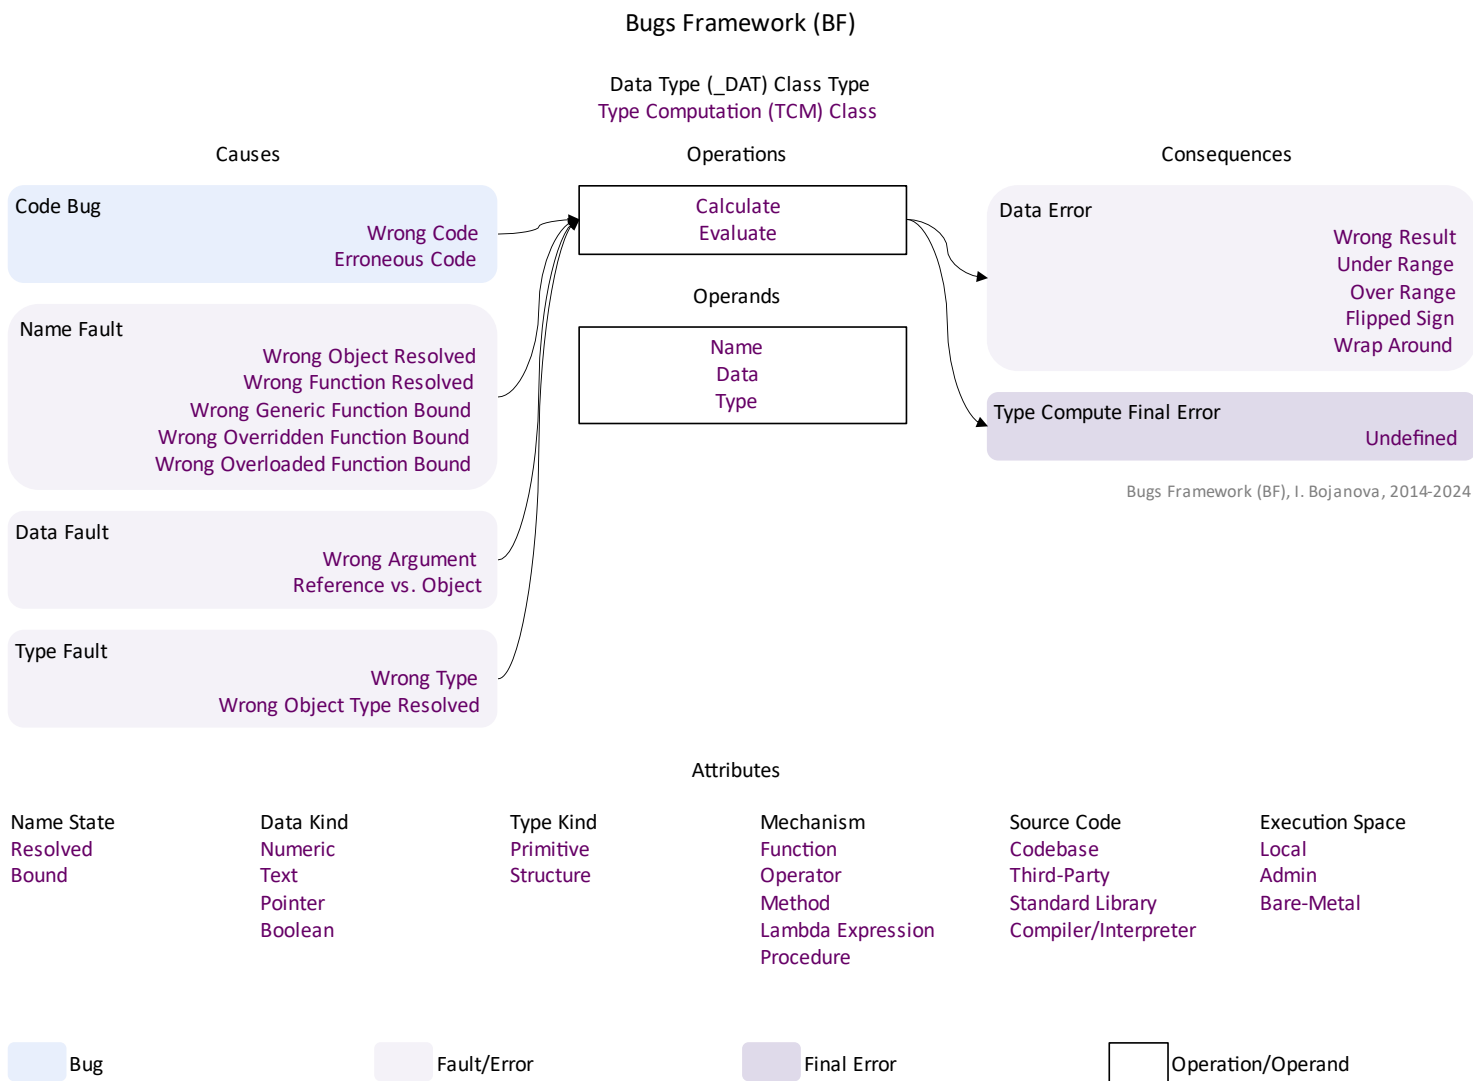 Bugs Framework (BF)
Data Type (_DAT) Class Type
Type Computation (TCM) Class
Causes
Code Bug
Wrong Code
Erroneous Code
Name Fault
Wrong Object Resolved
Wrong Function Resolved
Wrong Generic Function Bound
Wrong Overridden Function Bound
Wrong Overloaded Function Bound
Data Fault
Wrong Argument
Reference vs. Object
Type Fault
Wrong Type
Wrong Object Type Resolved
Operations
Calculate
Evaluate
Operands
Name
Data
Type
Consequences
Data Error
Wrong Result
Under Range
Over Range
Flipped Sign
Wrap Around
Type Compute Final Error
Undefined
Bugs Framework (BF), I. Bojanova, 2014-2024
Attributes
Name State
Resolved
Bound
Data Kind
Numeric
Text
Pointer
Boolean
Type Kind
Primitive
Structure
Mechanism
Function
Operator
Method
Lambda Expression
Procedure
Source Code
Codebase
Third-Party
Standard Library
Compiler/Interpreter
Execution Space
Local
Admin
Bare-Metal
Bug
Fault/Error
Final Error
Operation/Operand